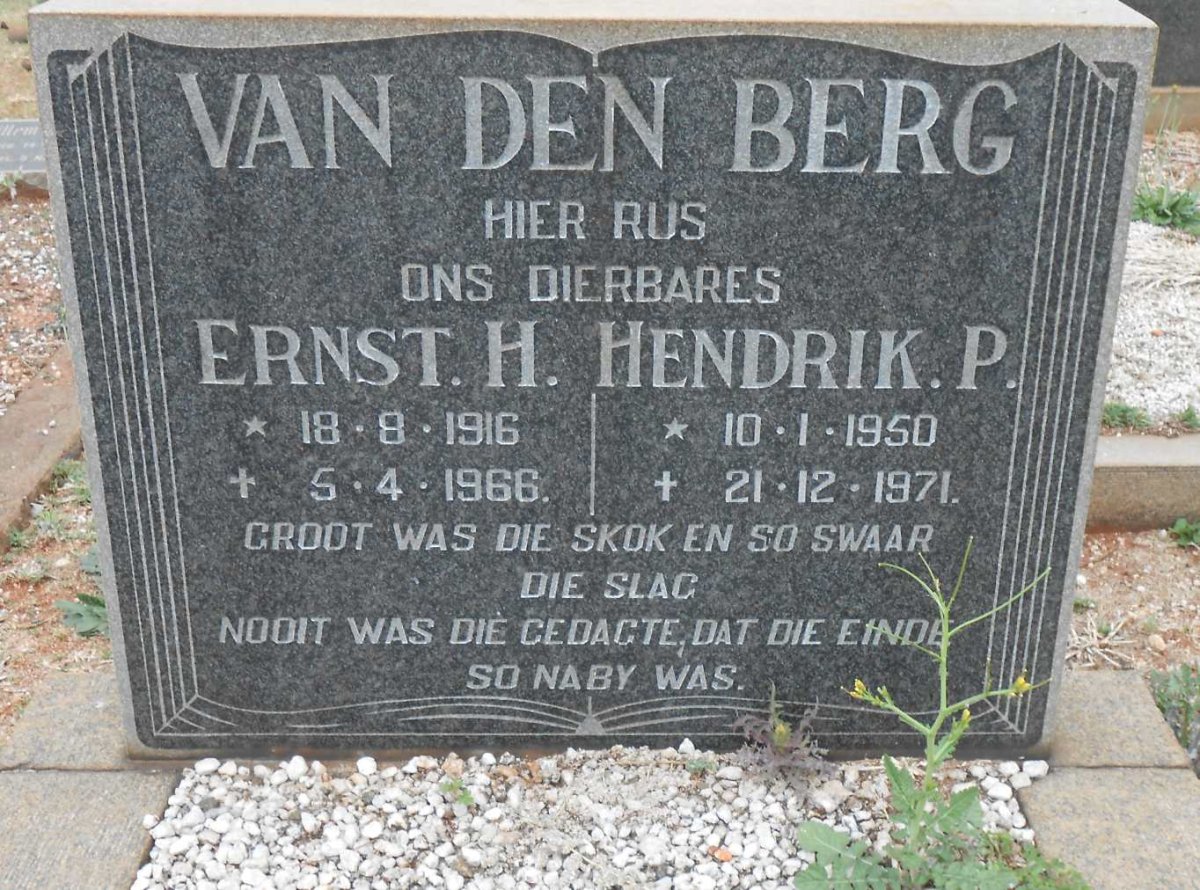 VAN DEN BERG
HIER RUS
ONS DIERBARES
ERNST. H. HENDRIK. P.
* 18 · 8 · 1916 * 10 · 1 · 1950
† 5 · 4 · 1966. † 21 · 12 · 1971.
GROOT WAS DIE SKOK EN SO SWAAR
DIE SLAG
NOOIT WAS DIE GEDAGTE, DAT DIE EINDE
SO NABY WAS.